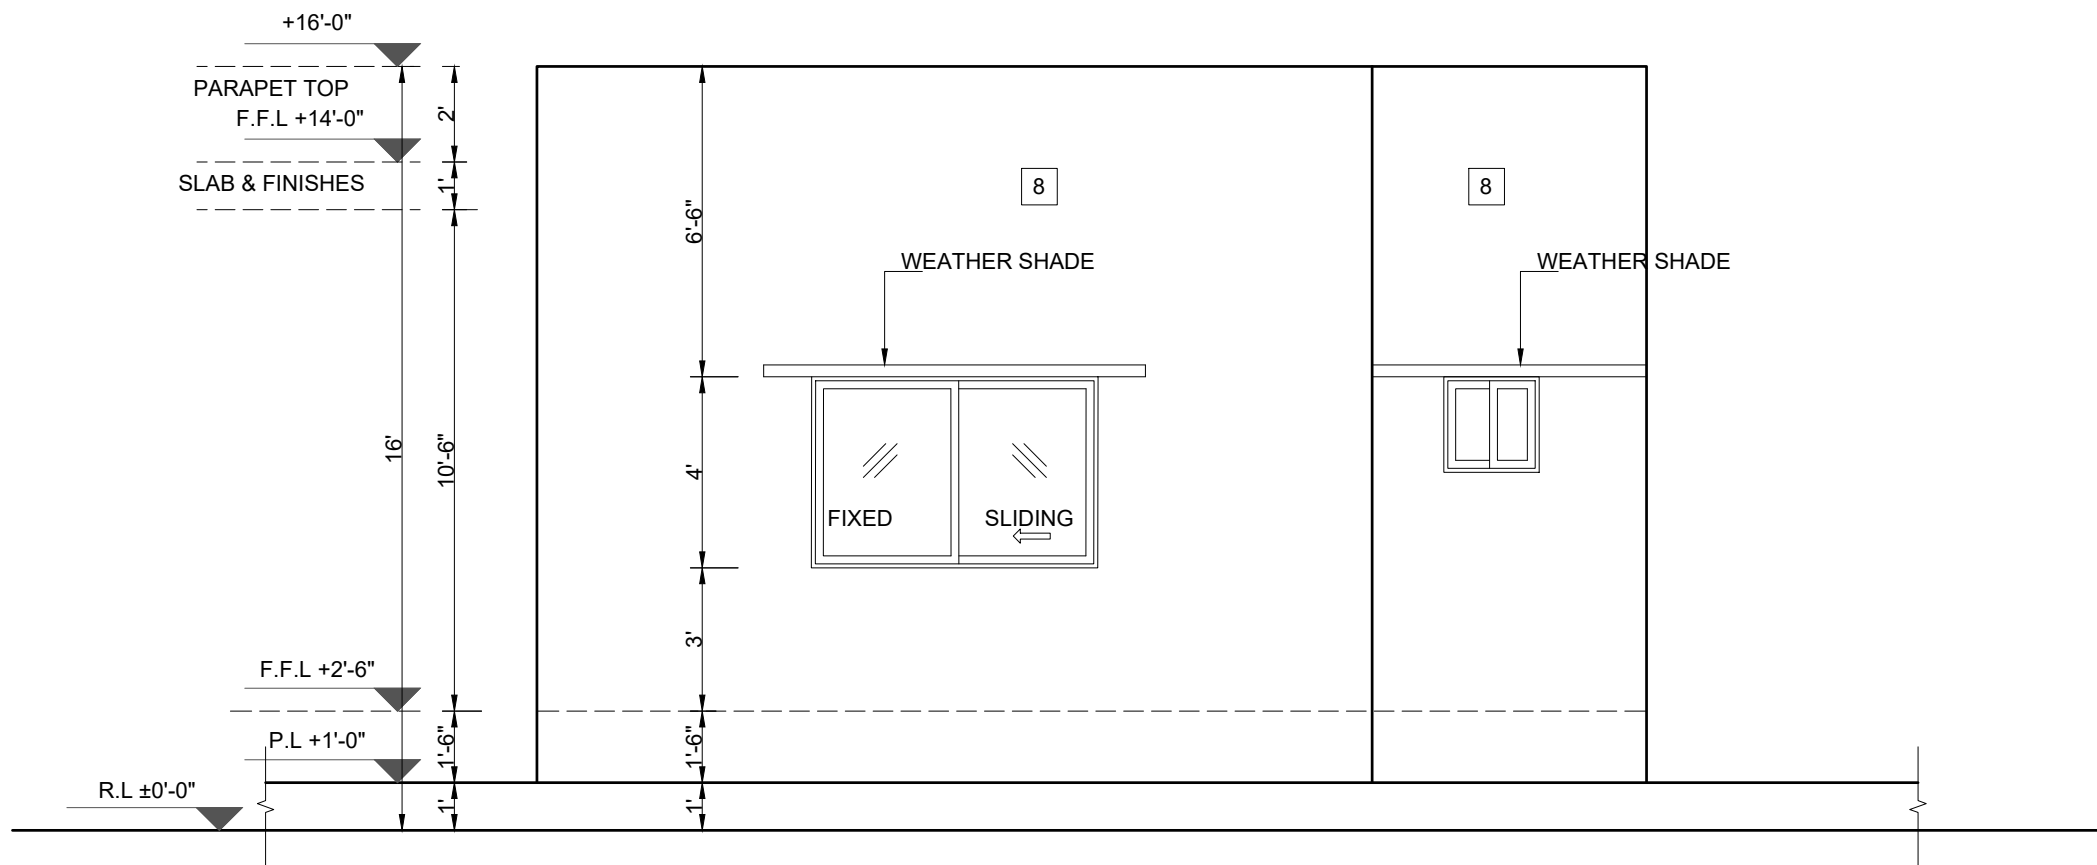 +16'-0"
PARAPET TOP
F.F.L +14'-0"
SLAB & FINISHES
2'
1'
16'
10'-6"
F.F.L +2'-6"
P.L +1'-0"
1'-6"
R.L ±0'-0"
1'
6'-6"
4'
3'
1'-6"
1'
8
WEATHER SHADE
FIXED
SLIDING
8
WEATHER SHADE